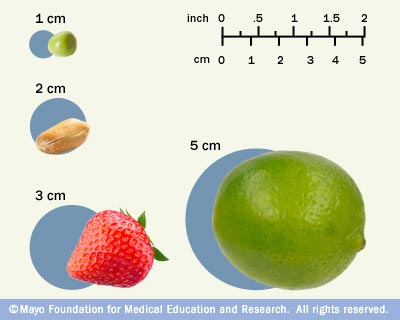 1 cm
inch 0 .5 1 1.5 2
cm 0 1 2 3 4 5
2 cm
5 cm
3 cm
©Mayo Foundation for Medical Education and Research. All rights reserved.